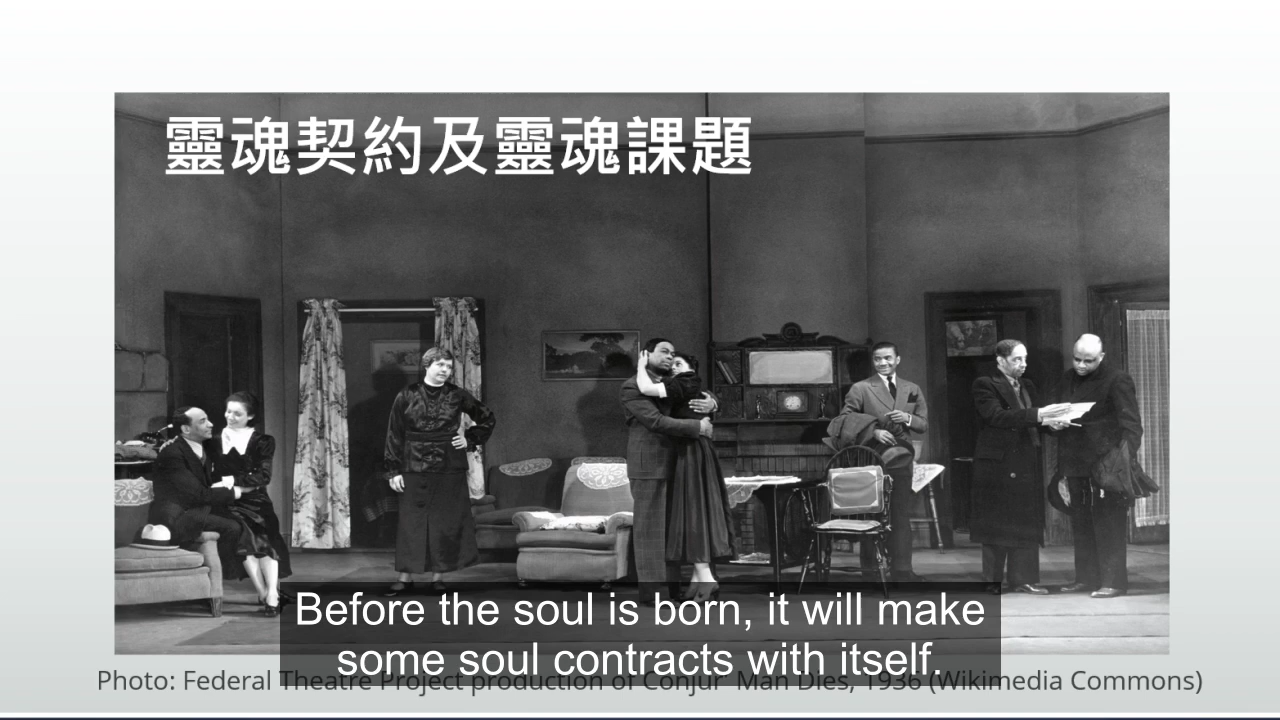 靈魂契約及靈魂課題
Before the soul is born, it will make
some soul contracts with itself.
Photo: Federal Theatre Project production of Conjur' Man Dies, 1936 (Wikimedia Commons)